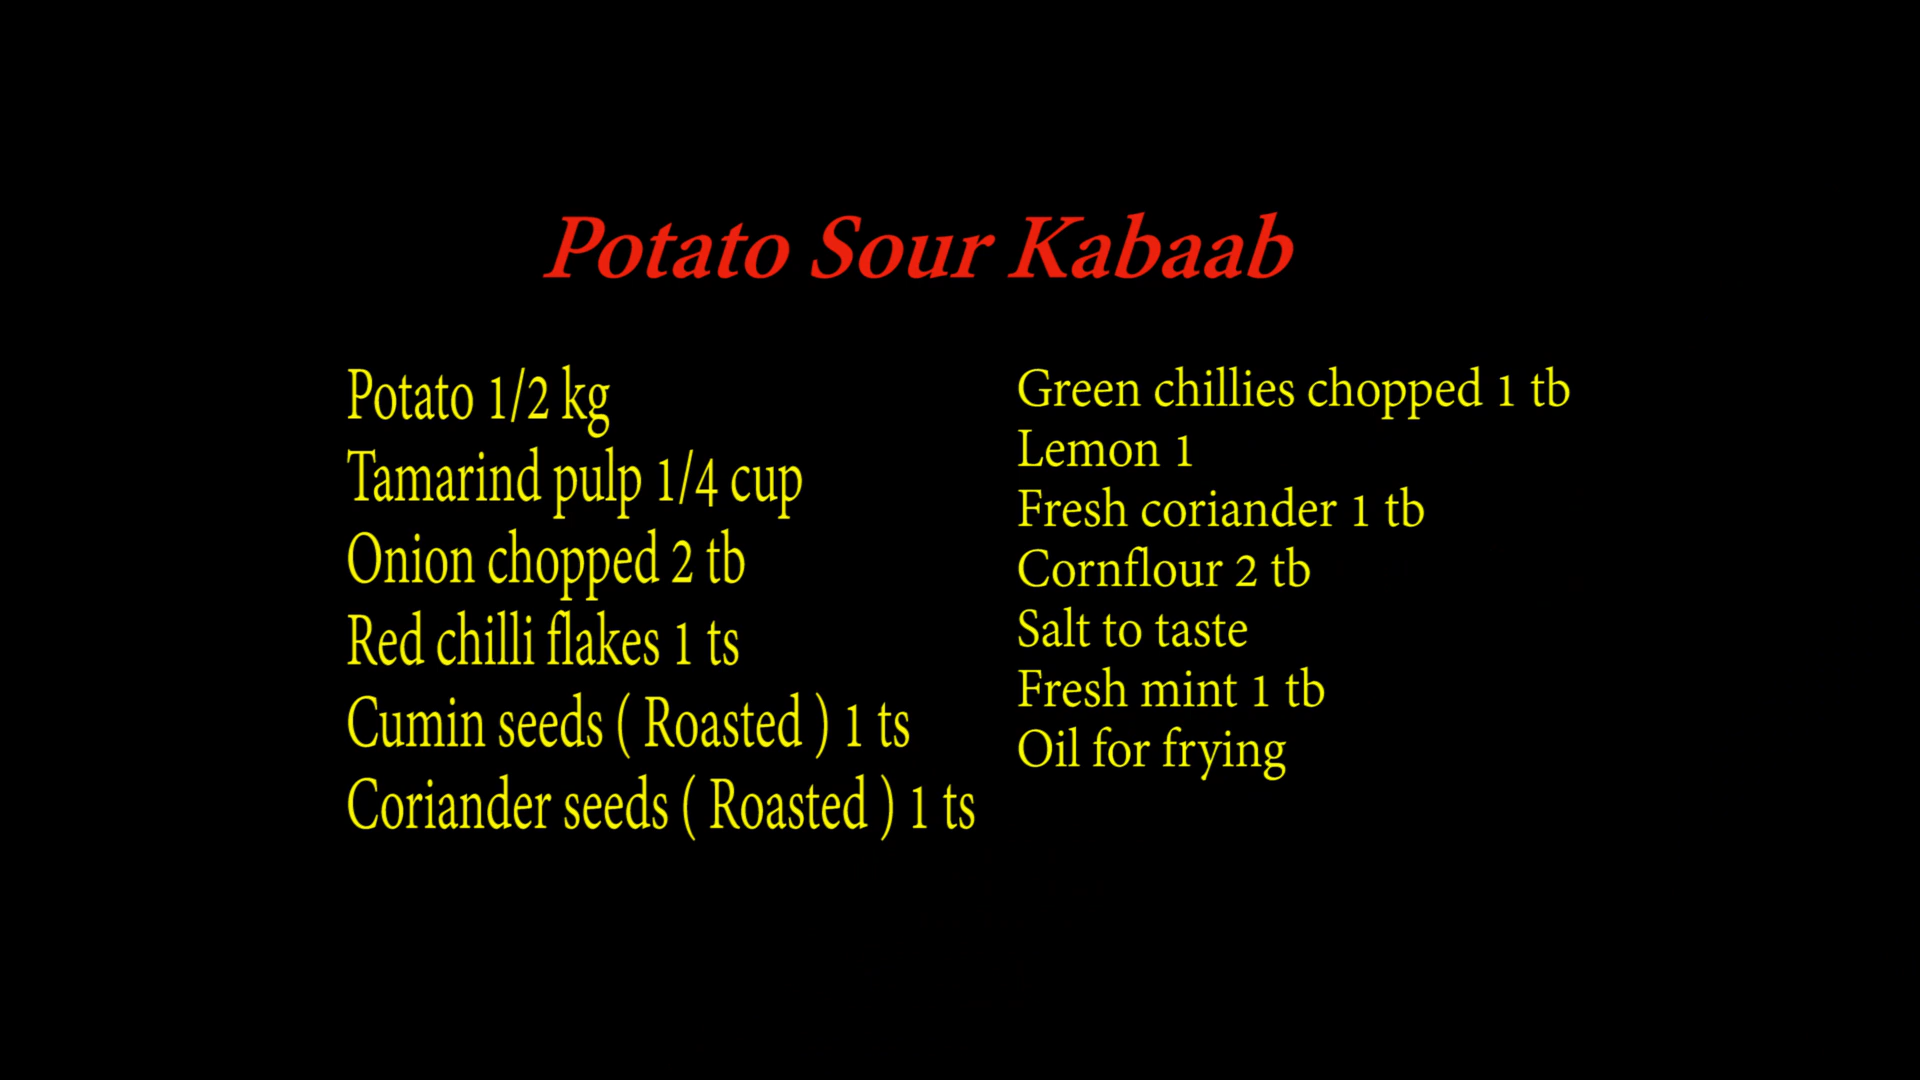 Potato Sour Kabaab
Potato 1/2 kg
Tamarind pulp 1/4 cup
Onion chopped 2 tb
Red chilli flakes 1 ts
Cumin seeds ( Roasted ) 1 ts
Coriander seeds ( Roasted ) 1 ts
Green chillies chopped 1 tb
Lemon 1
Fresh coriander 1 tb
Cornflour 2 tb
Salt to taste
Fresh mint 1 tb
Oil for frying